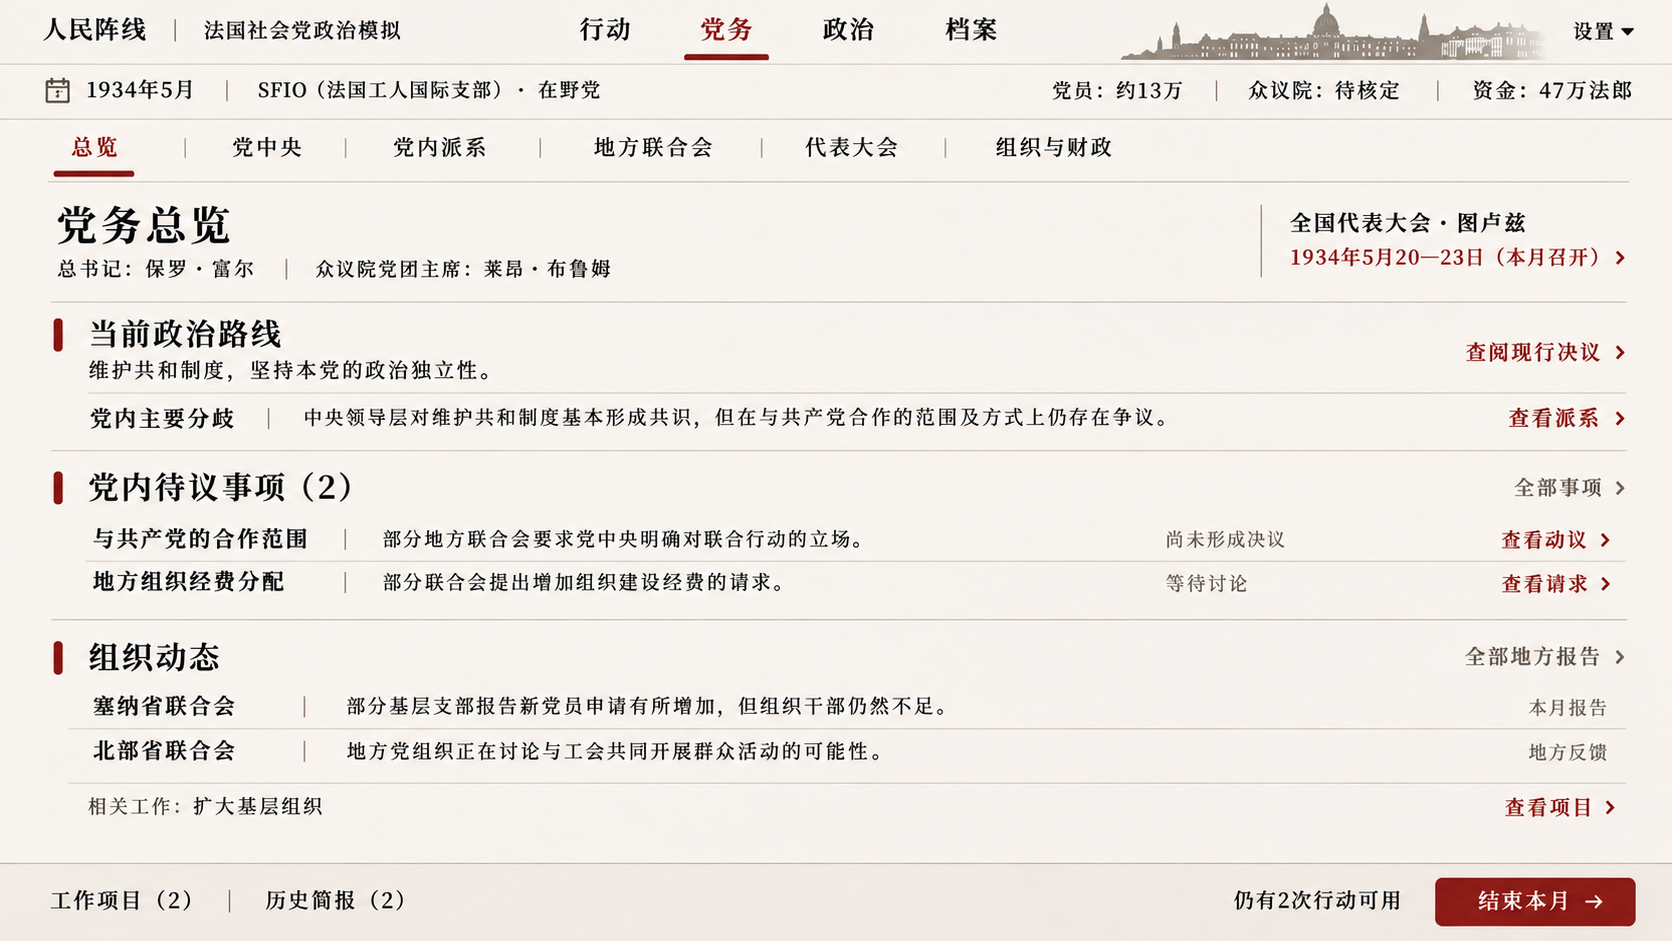 人民阵线 | 法国社会党政治模拟 行动 党务 政治 档案 设置
1934年5月 | SFIO（法国工人国际支部）· 在野党 党员：约13万 | 众议院：待核定 | 资金：47万法郎
总览 | 党中央 | 党内派系 | 地方联合会 | 代表大会 | 组织与财政
党务总览
总书记：保罗·富尔 | 众议院党团主席：莱昂·布鲁姆
全国代表大会·图卢兹
1934年5月20—23日（本月召开） >
当前政治路线
维护共和制度，坚持本党的政治独立性。
查阅现行决议 >
党内主要分歧 | 中央领导层对维护共和制度基本形成共识，但在与共产党合作的范围及方式上仍存在争议。 查看派系 >
党内待议事项（2） 全部事项 >
与共产党的合作范围 | 部分地方联合会要求党中央明确对联合行动的立场。 尚未形成决议 查看动议 >
地方组织经费分配 | 部分联合会提出增加组织建设经费的请求。 等待讨论 查看请求 >
组织动态 全部地方报告 >
塞纳省联合会 | 部分基层支部报告新党员申请有所增加，但组织干部仍然不足。 本月报告
北部省联合会 | 地方党组织正在讨论与工会共同开展群众活动的可能性。 地方反馈
相关工作：扩大基层组织 查看项目 >
工作项目（2） | 历史简报（2） 仍有2次行动可用 结束本月 →